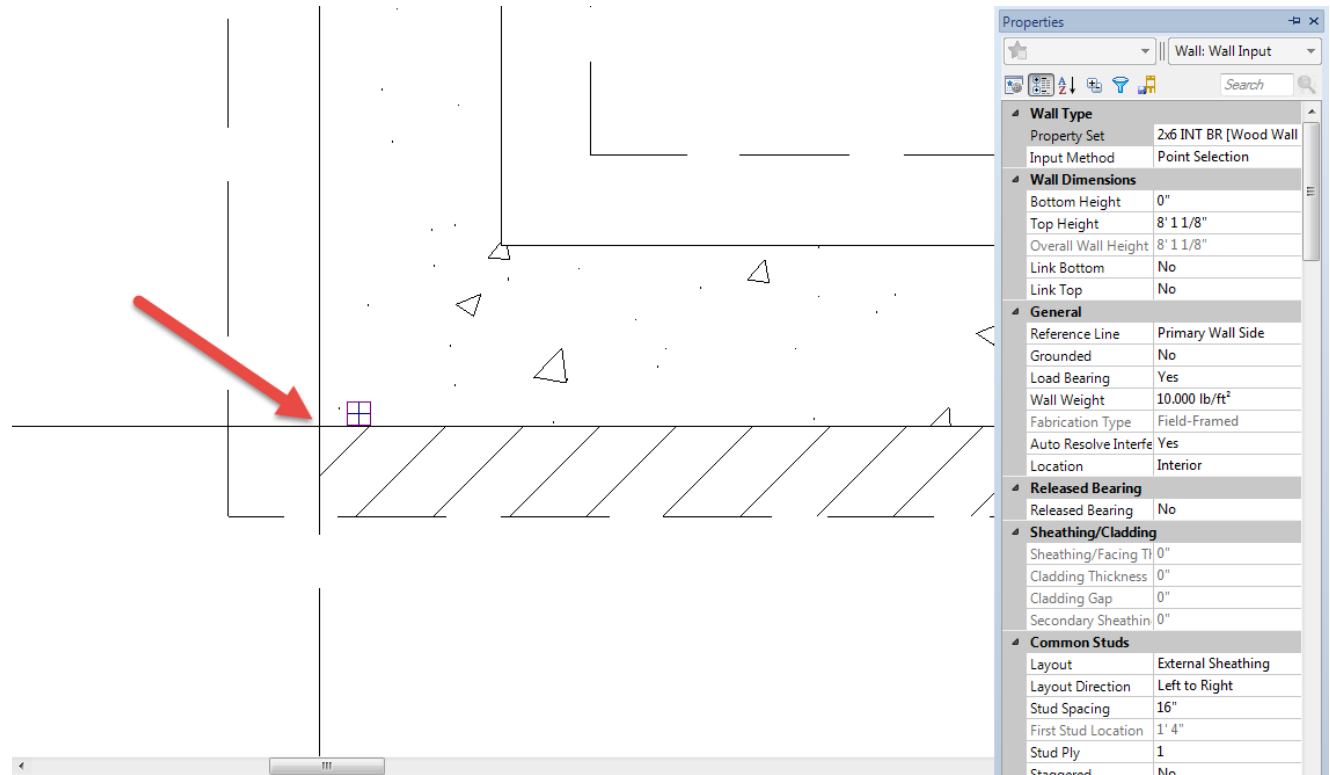 Properties
Wall: Wall Input
Search
Wall Type
Property Set 2x6 INT BR [Wood Wall
Input Method Point Selection
Wall Dimensions
Bottom Height 0"
Top Height 8' 1 1/8"
Overall Wall Height 8' 1 1/8"
Link Bottom No
Link Top No
General
Reference Line Primary Wall Side
Grounded No
Load Bearing Yes
Wall Weight 10.000 lb/ft²
Fabrication Type Field-Framed
Auto Resolve Interfe Yes
Location Interior
Released Bearing
Released Bearing No
Sheathing/Cladding
Sheathing/Facing Th 0"
Cladding Thickness 0"
Cladding Gap 0"
Secondary Sheathin 0"
Common Studs
Layout External Sheathing
Layout Direction Left to Right
Stud Spacing 16"
First Stud Location 1' 4"
Stud Ply 1
Staggered No